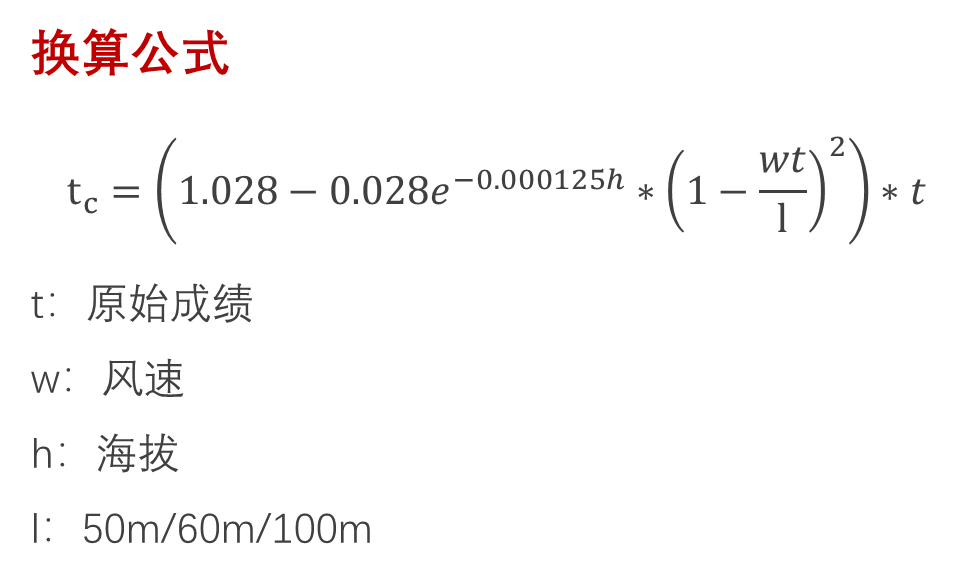 换算公式
t_c = (1.028 − 0.028e^{−0.000125h} * (1 − \frac{wt}{l})^2) * t
t：原始成绩
w：风速
h：海拔
l：50m/60m/100m